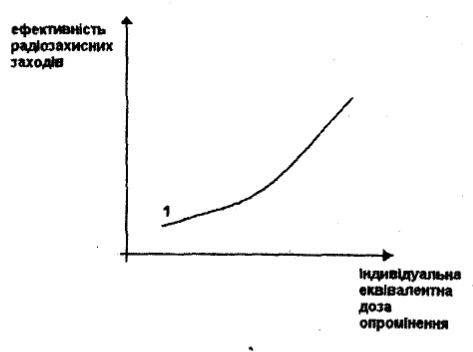 ефективність
радіозахисних
заходів
1
індивідуальна
еквівалентна
доза
опромінення